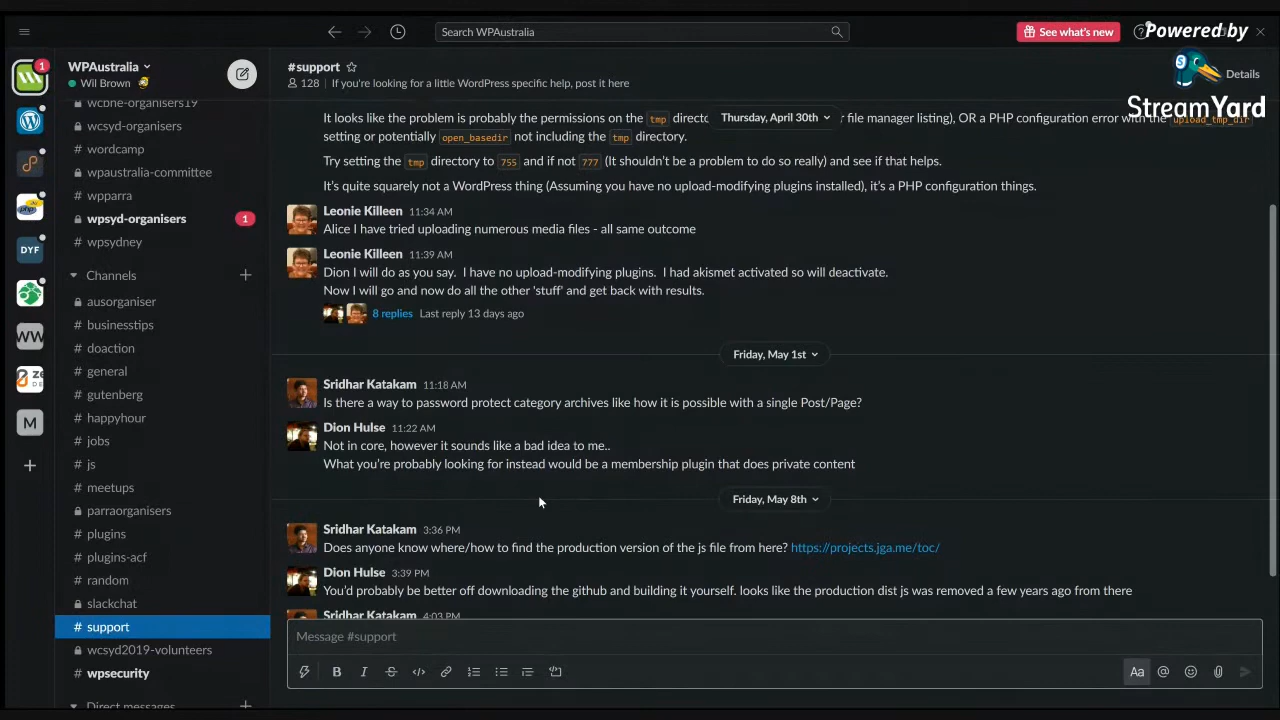 Search WPAustralia
See what's new
Powered by
StreamYard
1
WPAustralia
Wil Brown
wcbne-organisers19
wcsyd-organisers
wordcamp
wpaustralia-committee
wpparra
wpsyd-organisers 1
wpsydney
Channels
ausorganiser
# businesstips
doaction
# general
# gutenberg
# happyhour
# jobs
# js
# meetups
parraorganisers
# plugins
# plugins-acf
# random
slackchat
# support
wcsyd2019-volunteers
# wpsecurity
Direct messages
php
DYF
WW
M
#support
128 | If you're looking for a little WordPress specific help, post it here
Details
Thursday, April 30th
It looks like the problem is probably the permissions on the tmp file manager listing), OR a PHP configuration error with the upload_tmp_dir
setting or potentially open_basedir not including the tmp directory.
Try setting the tmp directory to 755 and if not 777 (It shouldn't be a problem to do so really) and see if that helps.
It's quite squarely not a WordPress thing (Assuming you have no upload-modifying plugins installed), it's a PHP configuration things.
Leonie Killeen 11:34 AM
Alice I have tried uploading numerous media files - all same outcome
Leonie Killeen 11:39 AM
Dion I will do as you say. I have no upload-modifying plugins. I had akismet activated so will deactivate.
Now I will go and now do all the other 'stuff' and get back with results.
8 replies Last reply 13 days ago
Friday, May 1st
Sridhar Katakam 11:18 AM
Is there a way to password protect category archives like how it is possible with a single Post/Page?
Dion Hulse 11:22 AM
Not in core, however it sounds like a bad idea to me..
What you're probably looking for instead would be a membership plugin that does private content
Friday, May 8th
Sridhar Katakam 3:36 PM
Does anyone know where/how to find the production version of the js file from here? https://projects.jga.me/toc/
Dion Hulse 3:39 PM
You'd probably be better off downloading the github and building it yourself. looks like the production dist js was removed a few years ago from there
Sridhar Katakam 4:03 PM
Message #support
B I S </> Aa @